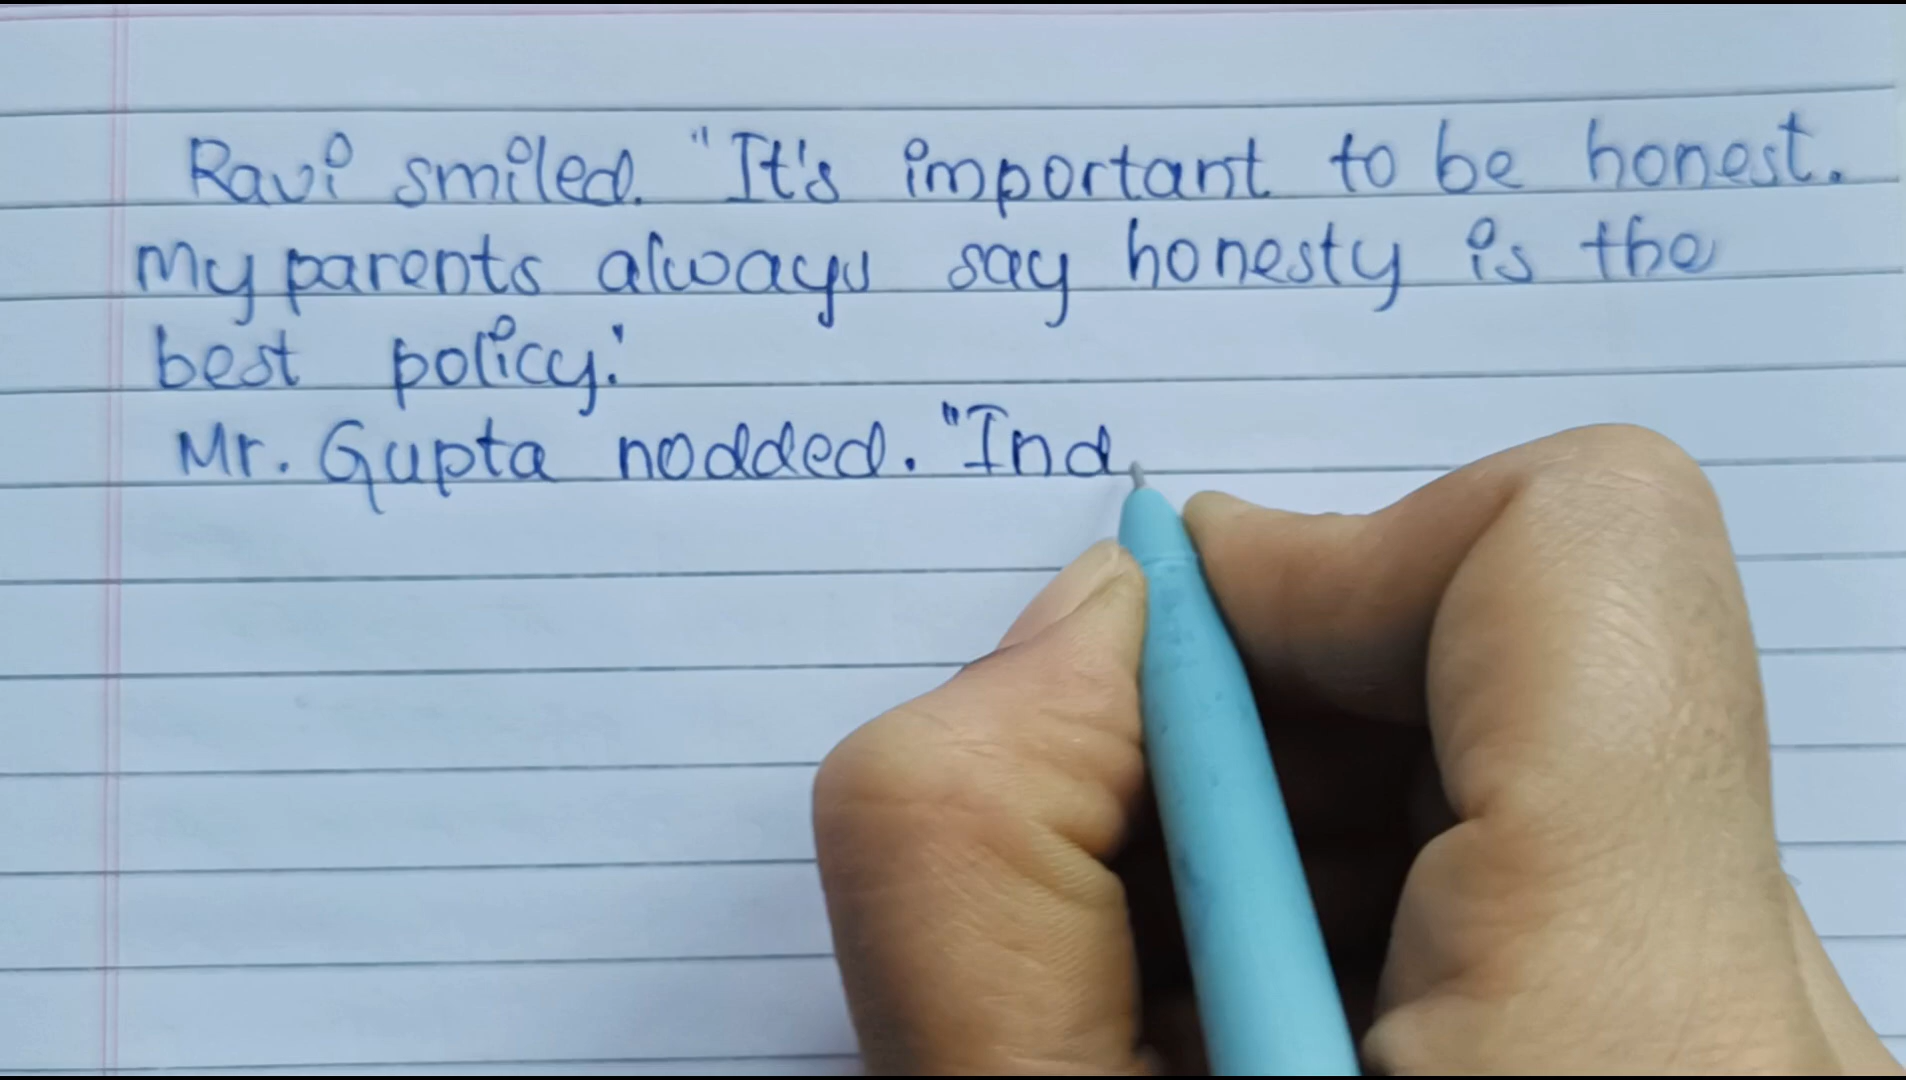 Ravi smiled. "It's important to be honest.
My parents always say honesty is the
best policy."
Mr. Gupta nodded. "Ind